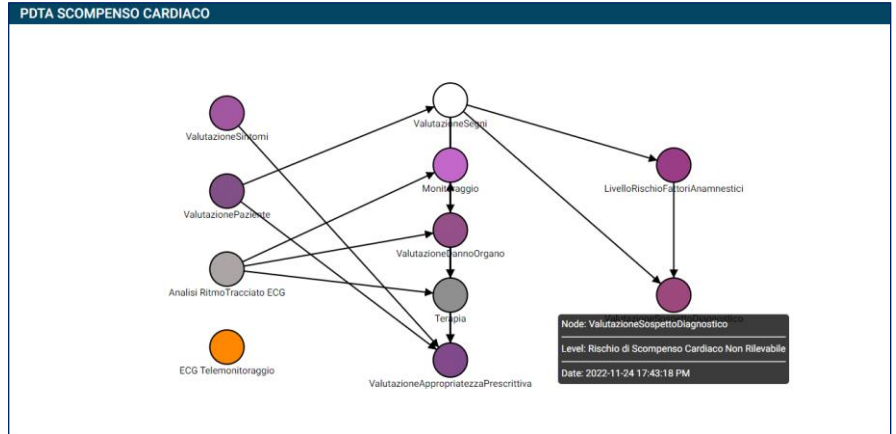 PDTA SCOMPENSO CARDIACO
ValutazioneSintomi
ValutazioneSegni
ValutazionePaziente
Monitoraggio
LivelloRischioFattoriAnamnestici
ValutazioneDannoOrgano
Analisi RitmoTracciato ECG
Terapia
ValutazioneSospettoDiagnostico
Node: ValutazioneSospettoDiagnostico
Level: Rischio di Scompenso Cardiaco Non Rilevabile
Date: 2022-11-24 17:43:18 PM
ECG Telemonitoraggio
ValutazioneAppropriatezzaPrescrittiva